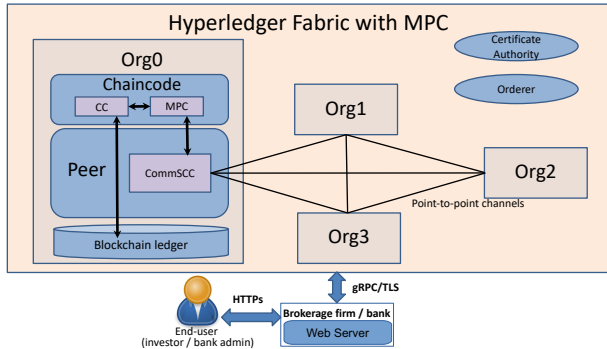 Hyperledger Fabric with MPC
Org0
Chaincode
CC
MPC
Peer
CommSCC
Blockchain ledger
Certificate
Authority
Orderer
Org1
Org2
Point-to-point channels
Org3
gRPC/TLS
HTTPs
End-user
(investor / bank admin)
Brokerage firm / bank
Web Server